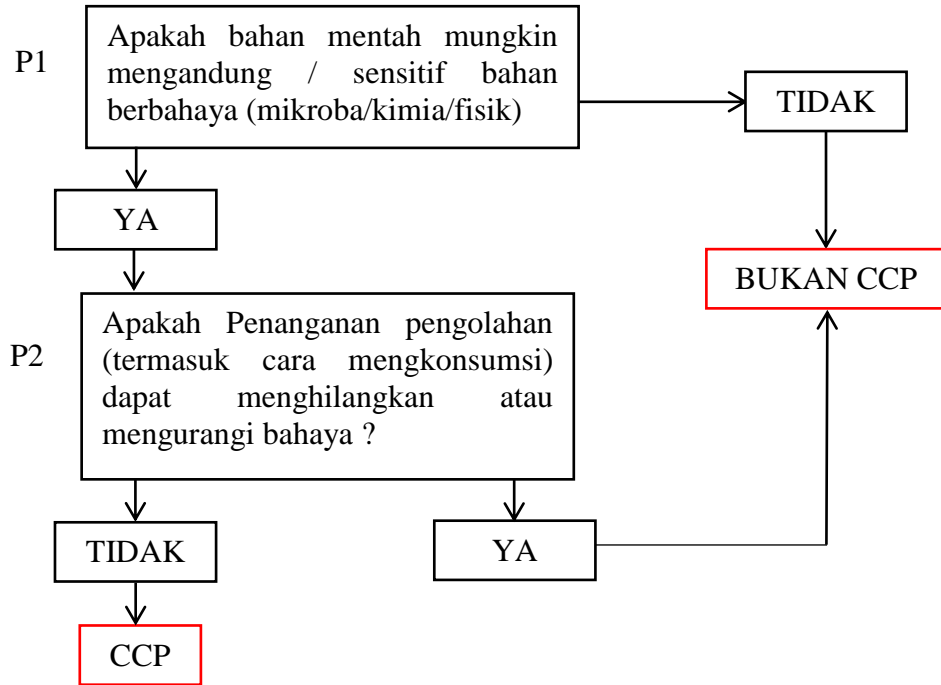 P1
Apakah bahan mentah mungkin
mengandung / sensitif bahan
berbahaya (mikroba/kimia/fisik)
TIDAK
YA
BUKAN CCP
P2
Apakah Penanganan pengolahan
(termasuk cara mengkonsumsi)
dapat menghilangkan atau
mengurangi bahaya ?
TIDAK
YA
CCP